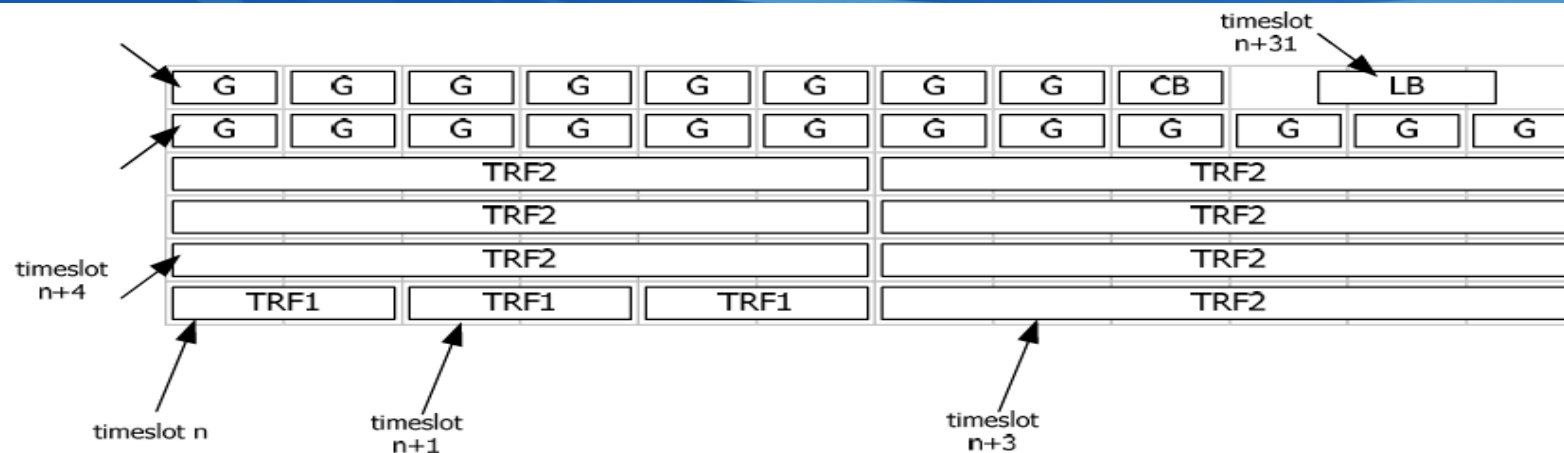 timeslot
n+31
G G G G G G G G CB LB
G G G G G G G G G G G G
TRF2 TRF2
TRF2 TRF2
TRF2 TRF2
timeslot
n+4
TRF1 TRF1 TRF1 TRF2
timeslot n
timeslot
n+1
timeslot
n+3